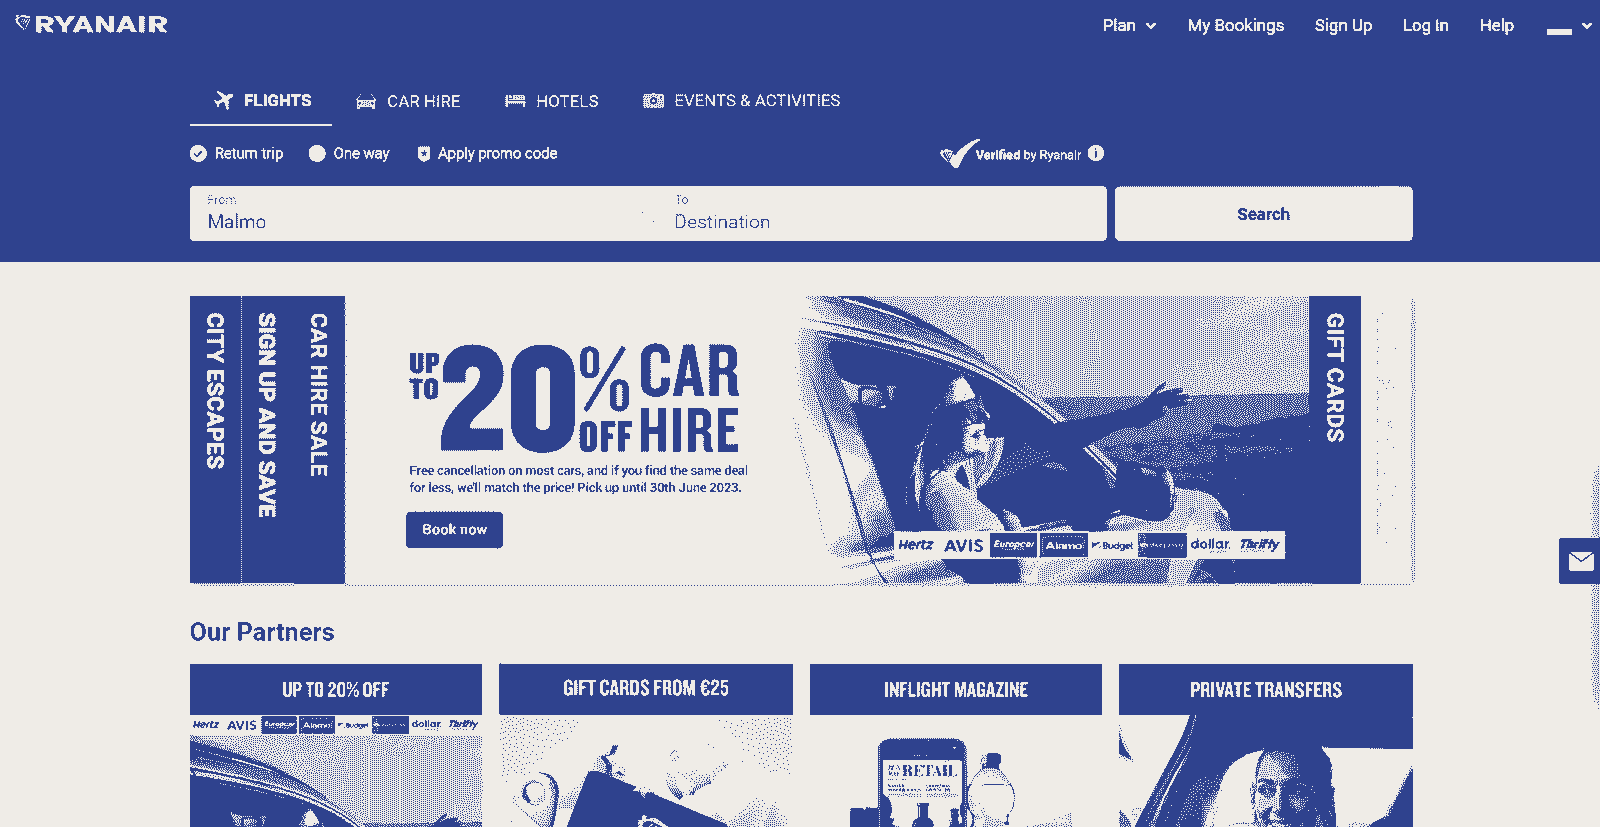 RYANAIR
Plan
My Bookings
Sign Up
Log In
Help
FLIGHTS
CAR HIRE
HOTELS
EVENTS & ACTIVITIES
Return trip
One way
Apply promo code
Verified by Ryanair
From
Malmo
To
Destination
Search
CITY ESCAPES
SIGN UP AND SAVE
CAR HIRE SALE
UP TO 20% OFF CAR HIRE
Free cancellation on most cars, and if you find the same deal
for less, we'll match the price! Pick up until 30th June 2023.
Book now
Hertz AVIS Europcar Alamo Budget dollar. Thrifty
GIFT CARDS
Our Partners
UP TO 20% OFF
Hertz AVIS Europcar Alamo Budget dollar. Thrifty
GIFT CARDS FROM €25
INFLIGHT MAGAZINE
RETAIL
PRIVATE TRANSFERS